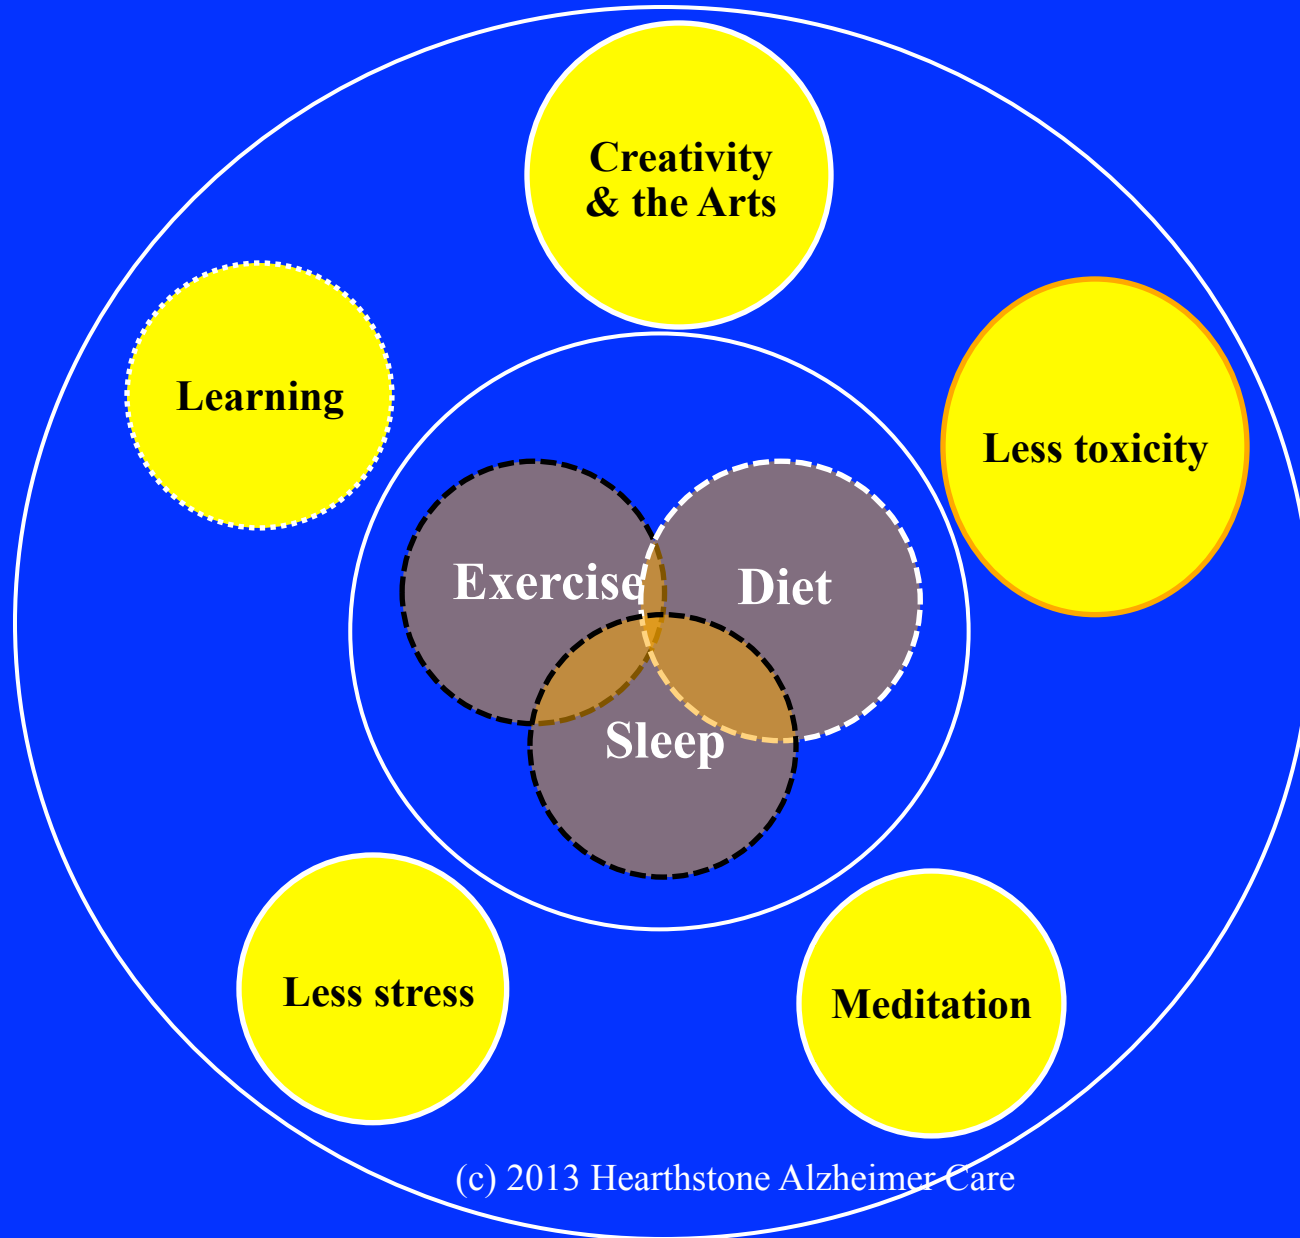 Creativity
& the Arts
Learning
Less toxicity
Exercise
Diet
Sleep
Less stress
Meditation
(c) 2013 Hearthstone Alzheimer Care